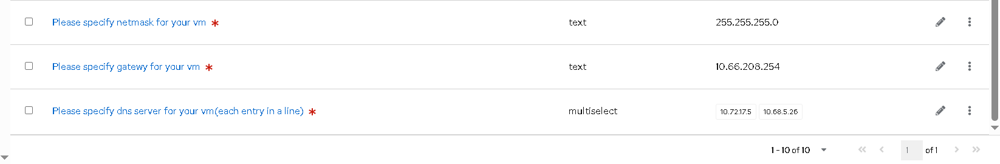 Please specify netmask for your vm * text 255.255.255.0
Please specify gatewy for your vm * text 10.66.208.254
Please specify dns server for your vm(each entry in a line) * multiselect 10.72.17.5 10.68.5.26
1 - 10 of 10 1 of 1